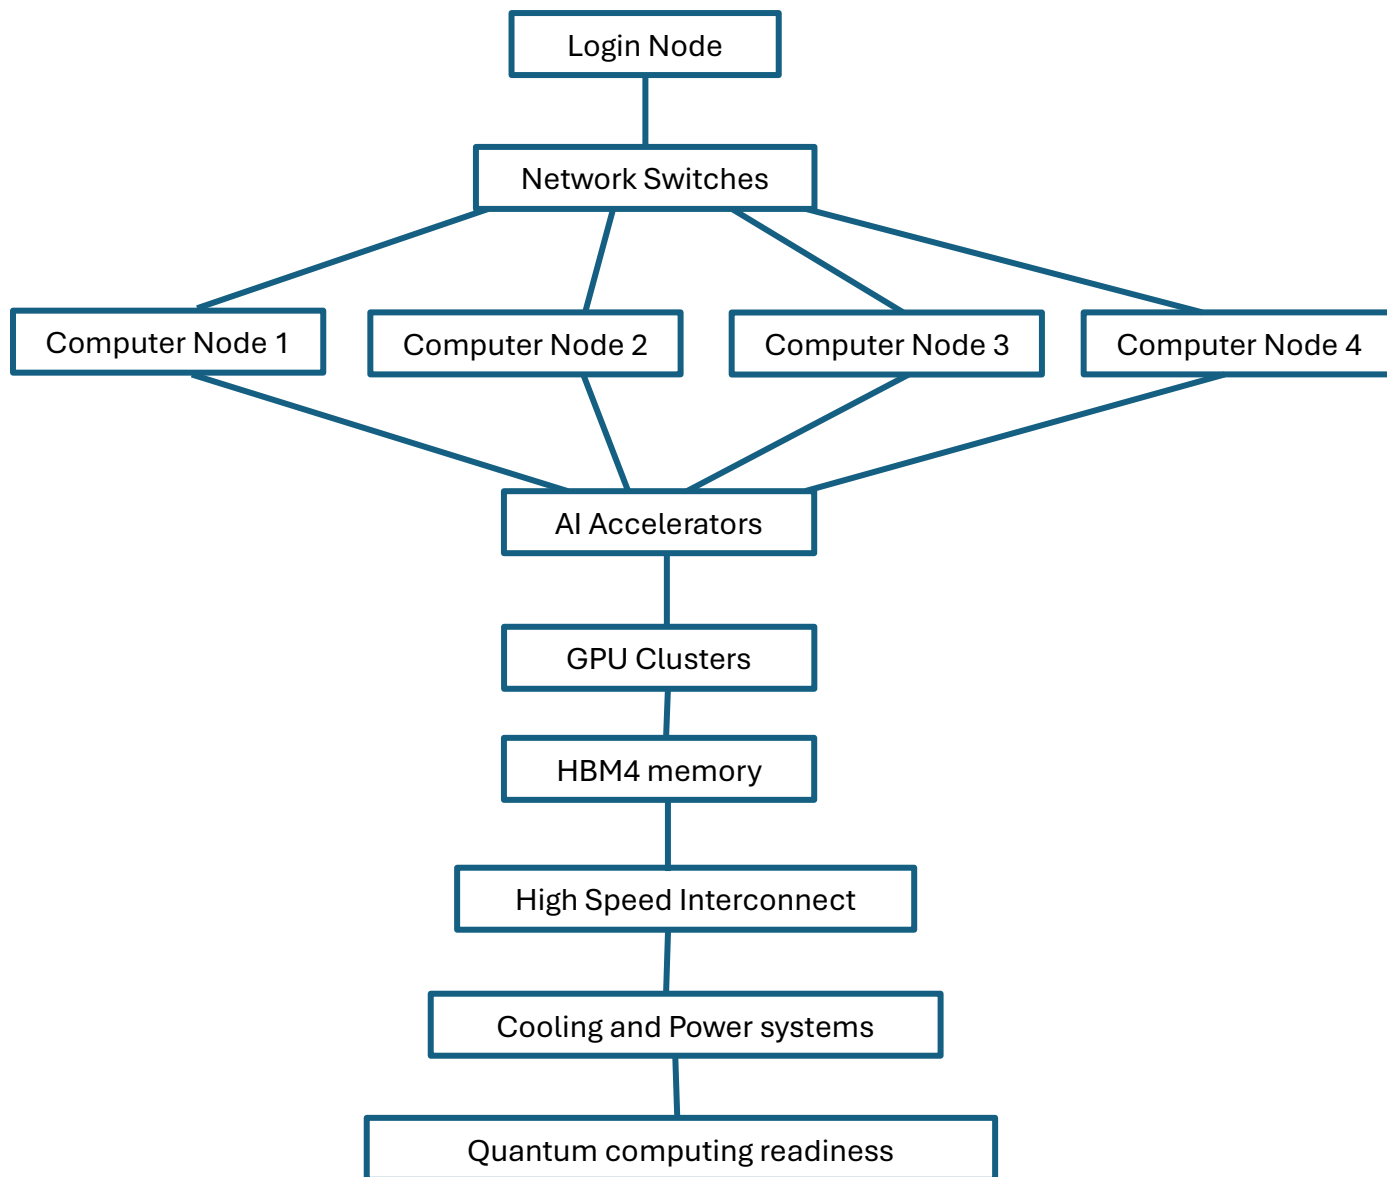 Login Node
Network Switches
Computer Node 1
Computer Node 2
Computer Node 3
Computer Node 4
AI Accelerators
GPU Clusters
HBM4 memory
High Speed Interconnect
Cooling and Power systems
Quantum computing readiness